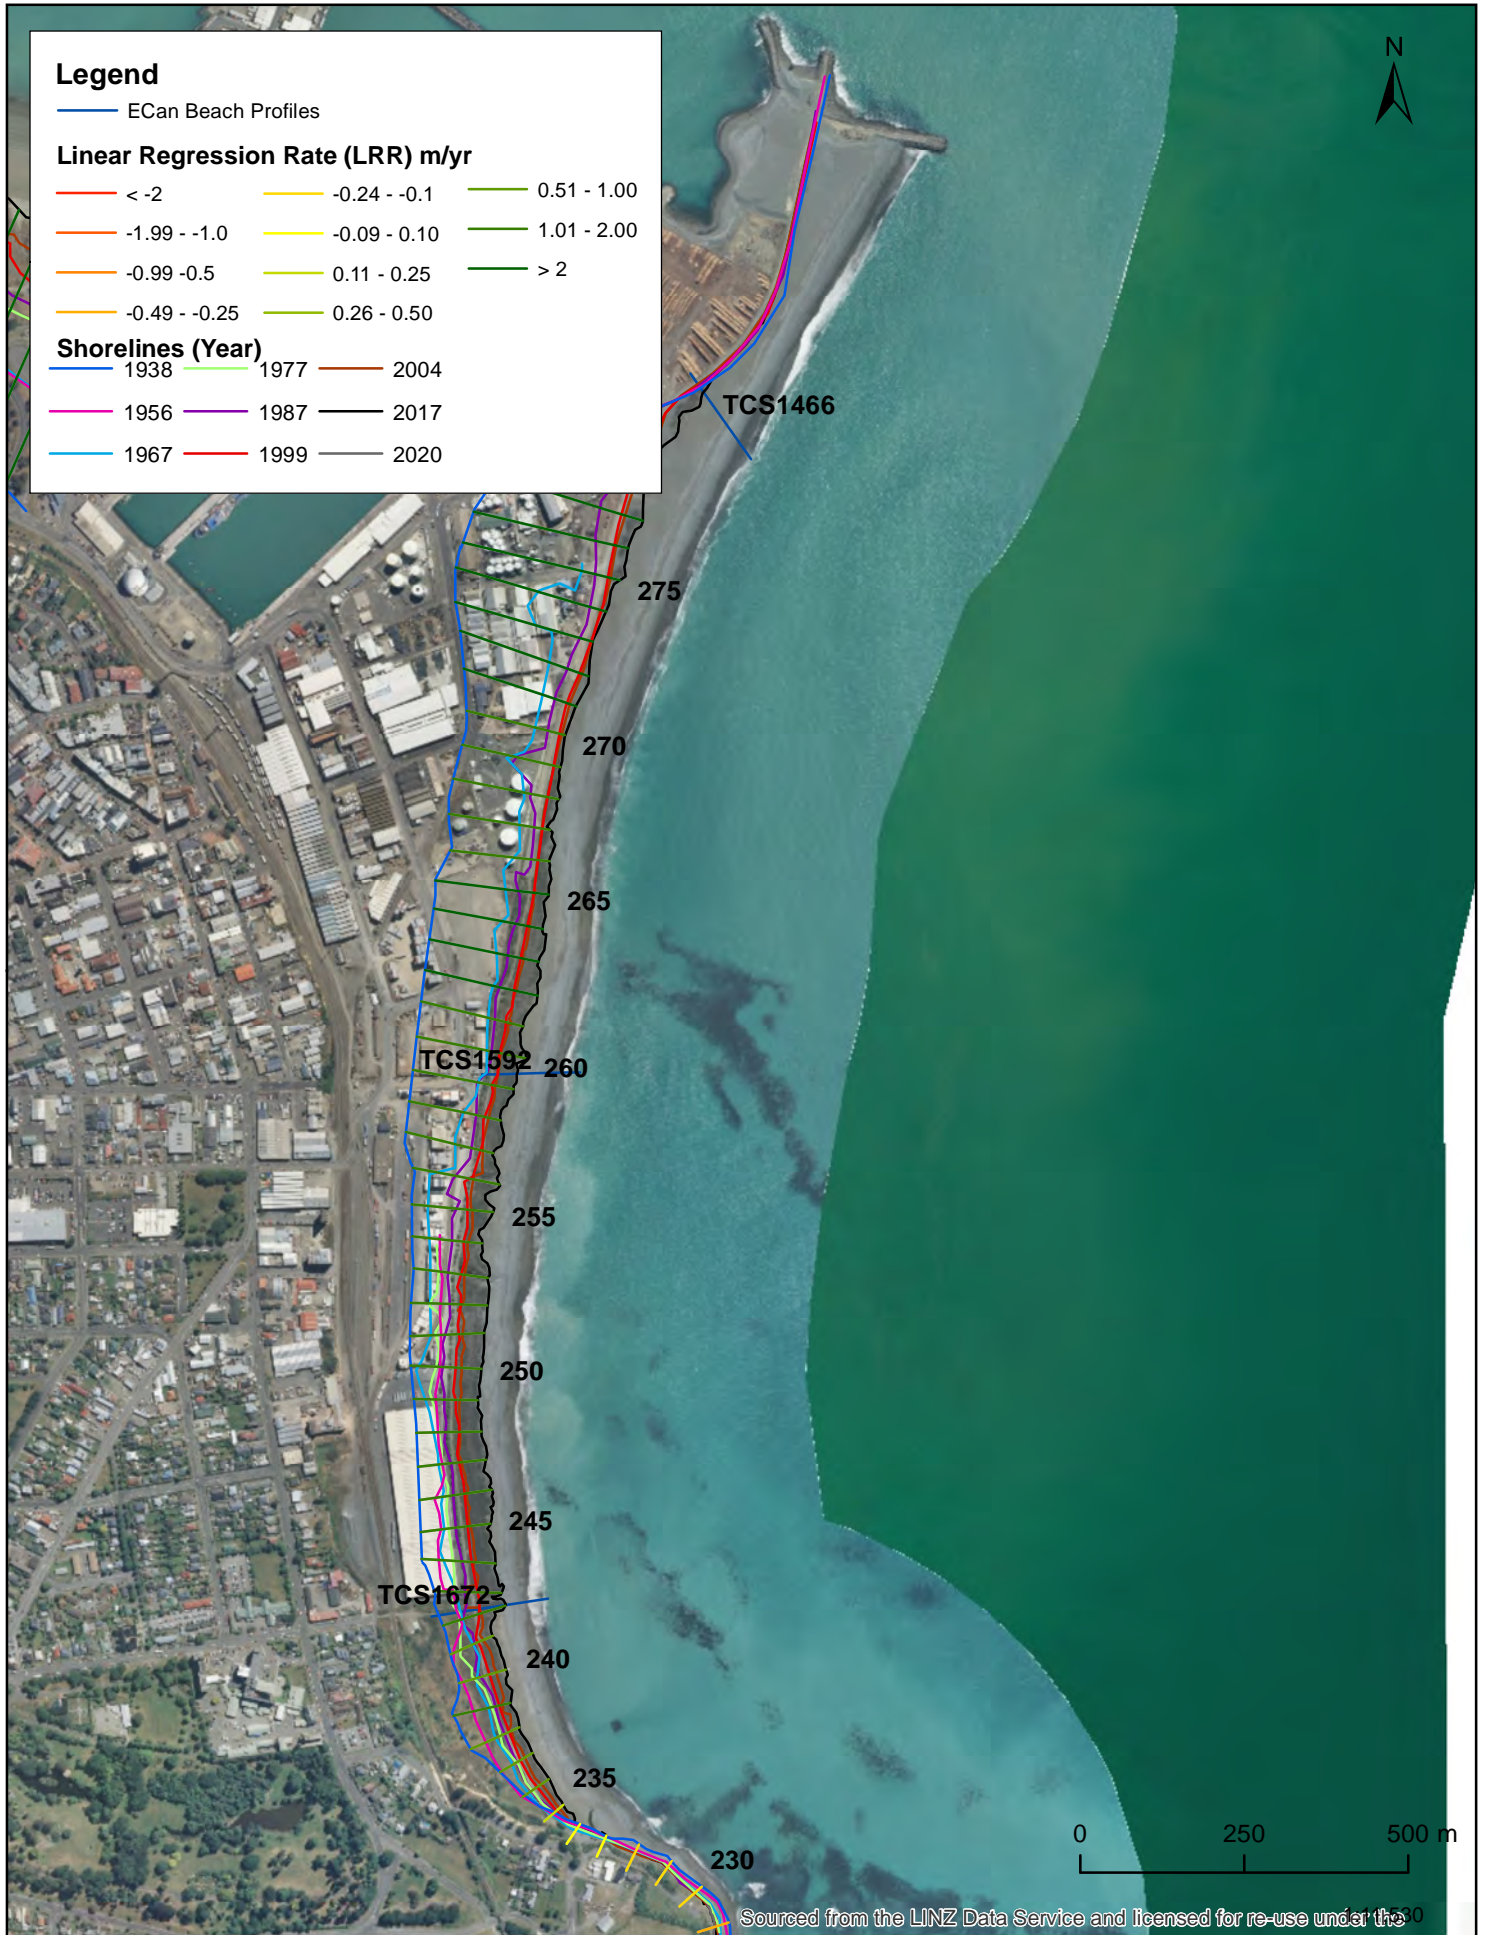 N
Legend
ECan Beach Profiles
Linear Regression Rate (LRR) m/yr
< -2
-0.24 - -0.1
0.51 - 1.00
-1.99 - -1.0
-0.09 - 0.10
1.01 - 2.00
-0.99 -0.5
0.11 - 0.25
> 2
-0.49 - -0.25
0.26 - 0.50
Shorelines (Year)
1938
1977
2004
1956
1987
2017
1967
1999
2020
TCS1466
275
270
265
TCS1592
260
255
250
245
TCS1672
240
235
230
0 250 500 m
Sourced from the LINZ Data Service and licensed for re-use under the